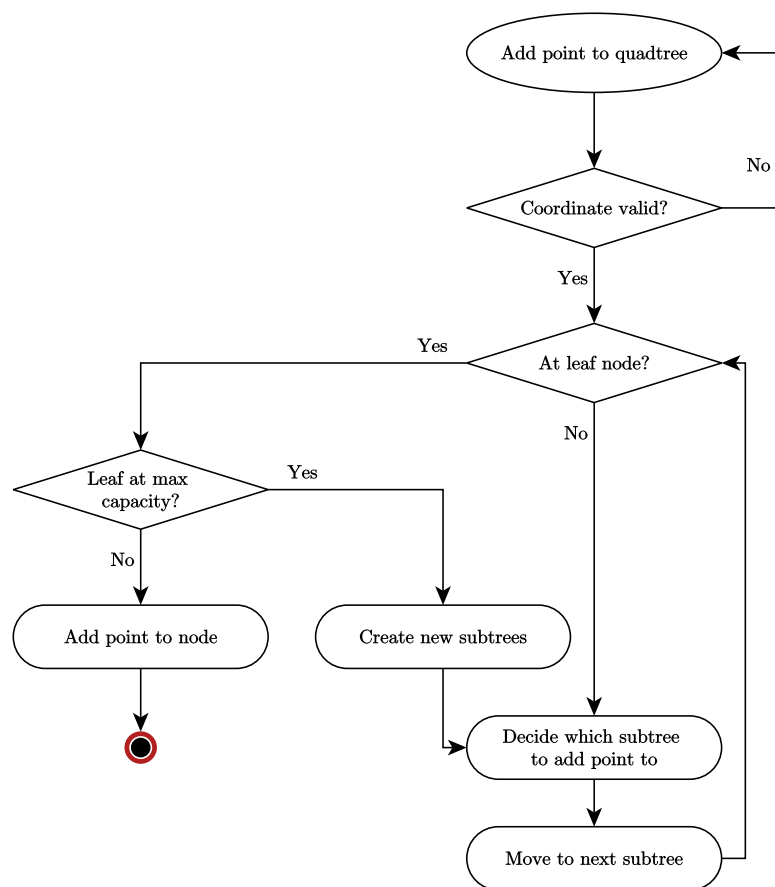 Add point to quadtree
No
Coordinate valid?
Yes
Yes
At leaf node?
No
Leaf at max
capacity?
Yes
No
Add point to node
Create new subtrees
Decide which subtree
to add point to
Move to next subtree